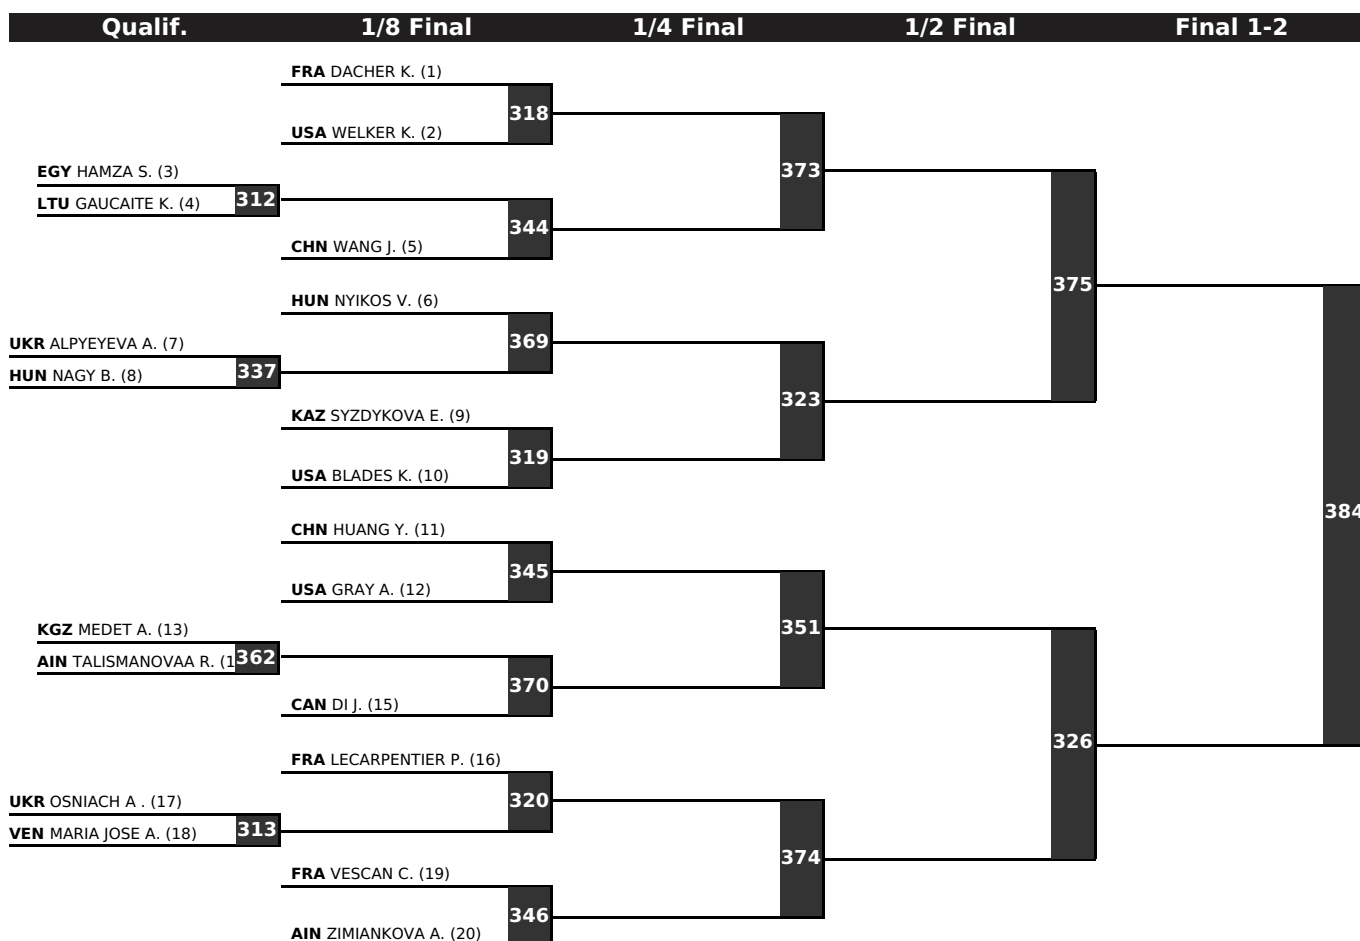 Qualif. 1/8 Final 1/4 Final 1/2 Final Final 1-2
FRA DACHER K. (1)
318
USA WELKER K. (2)
EGY HAMZA S. (3)
373
312
LTU GAUCAITE K. (4)
344
CHN WANG J. (5)
375
HUN NYIKOS V. (6)
369
UKR ALPYEYEVA A. (7)
337
HUN NAGY B. (8)
323
KAZ SYZDYKOVA E. (9)
319
USA BLADES K. (10)
384
CHN HUANG Y. (11)
345
USA GRAY A. (12)
351
KGZ MEDET A. (13)
362
AIN TALISMANOVAA R. (1
370
CAN DI J. (15)
326
FRA LECARPENTIER P. (16)
320
UKR OSNIACH A . (17)
313
VEN MARIA JOSE A. (18)
374
FRA VESCAN C. (19)
346
AIN ZIMIANKOVA A. (20)